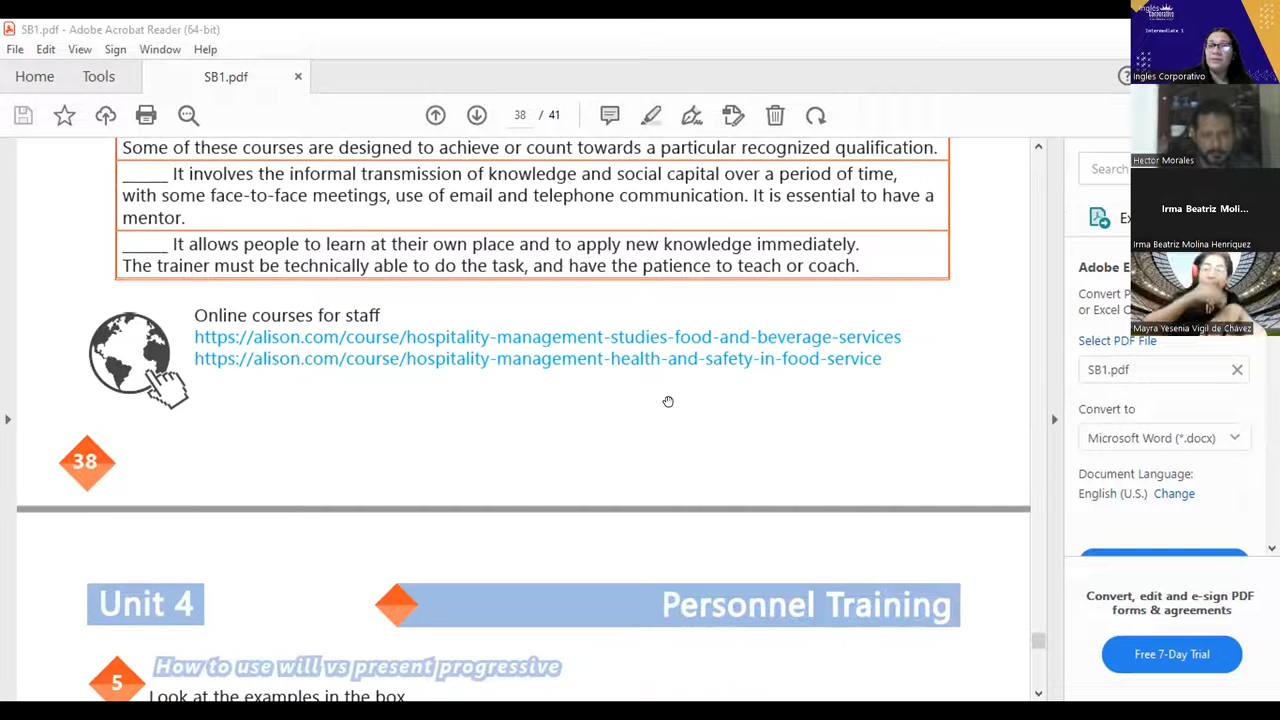 SB1.pdf - Adobe Acrobat Reader (64-bit)
File Edit View Sign Window Help
Home Tools SB1.pdf
38 / 41
Some of these courses are designed to achieve or count towards a particular recognized qualification.
_____ It involves the informal transmission of knowledge and social capital over a period of time,
with some face-to-face meetings, use of email and telephone communication. It is essential to have a
mentor.
_____ It allows people to learn at their own place and to apply new knowledge immediately.
The trainer must be technically able to do the task, and have the patience to teach or coach.
Online courses for staff
https://alison.com/course/hospitality-management-studies-food-and-beverage-services
https://alison.com/course/hospitality-management-health-and-safety-in-food-service
38
Unit 4
Personnel Training
5
How to use will vs present progressive
Look at the examples in the box
Search
Ex
Adobe E
Convert P
or Excel C
Select PDF File
SB1.pdf
Convert to
Microsoft Word (*.docx)
Document Language:
English (U.S.) Change
Convert, edit and e-sign PDF
forms & agreements
Free 7-Day Trial
Inglés
corporativo
Intermediate 1
Ingles Corporativo
Hector Morales
Irma Beatriz Moli...
Irma Beatriz Molina Henriquez
Mayra Yesenia Vigil de Chávez